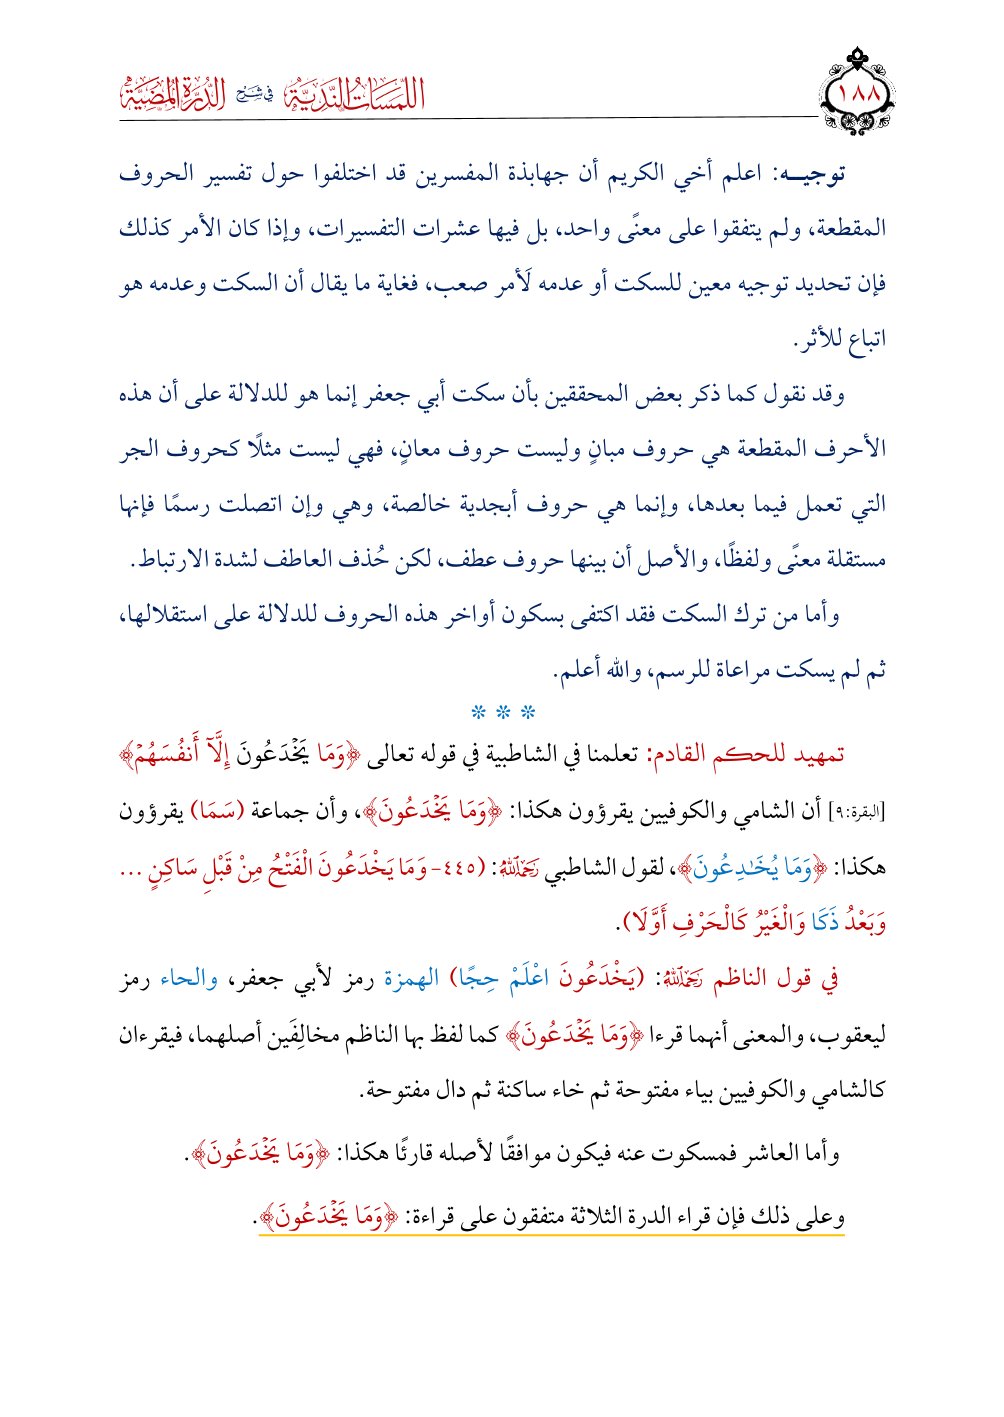 ١٨٨
اللمسات الندية في شرح الدرة المضية
توجيـــه: اعلم أخي الكريم أن جهابذة المفسرين قد اختلفوا حول تفسير الحروف
المقطعة، ولم يتفقوا على معنًى واحد، بل فيها عشرات التفسيرات، وإذا كان الأمر كذلك
فإن تحديد توجيه معين للسكت أو عدمه لَأمر صعب، فغاية ما يقال أن السكت وعدمه هو
اتباع للأثر.
وقد نقول كما ذكر بعض المحققين بأن سكت أبي جعفر إنما هو للدلالة على أن هذه
الأحرف المقطعة هي حروف مبانٍ وليست حروف معانٍ، فهي ليست مثلًا كحروف الجر
التي تعمل فيما بعدها، وإنما هي حروف أبجدية خالصة، وهي وإن اتصلت رسمًا فإنها
مستقلة معنًى ولفظًا، والأصل أن بينها حروف عطف، لكن حُذف العاطف لشدة الارتباط.
وأما من ترك السكت فقد اكتفى بسكون أواخر هذه الحروف للدلالة على استقلالها،
ثم لم يسكت مراعاة للرسم، والله أعلم.
* * *
تمهيد للحكم القادم: تعلمنا في الشاطبية في قوله تعالى ﴿وَمَا يَخْدَعُونَ إِلَّآ أَنفُسَهُمْ﴾
[البقرة:٩] أن الشامي والكوفيين يقرؤون هكذا: ﴿وَمَا يَخْدَعُونَ﴾، وأن جماعة (سَمَا) يقرؤون
هكذا: ﴿وَمَا يُخَٰدِعُونَ﴾، لقول الشاطبي رَحِمَهُ ٱللَّهُ: (٤٤٥- وَمَا يَخْدَعُونَ الْفَتْحُ مِنْ قَبْلِ سَاكِنٍ ...
وَبَعْدُ ذَكَا وَالْغَيْرُ كَالْحَرْفِ أَوَّلَا).
في قول الناظم رَحِمَهُ ٱللَّهُ: (يَخْدَعُونَ اعْلَمْ حِجًا) الهمزة رمز لأبي جعفر، والحاء رمز
ليعقوب، والمعنى أنهما قرءا ﴿وَمَا يَخْدَعُونَ﴾ كما لفظ بها الناظم مخالِفَين أصلهما، فيقرءان
كالشامي والكوفيين بياء مفتوحة ثم خاء ساكنة ثم دال مفتوحة.
وأما العاشر فمسكوت عنه فيكون موافقًا لأصله قارئًا هكذا: ﴿وَمَا يَخْدَعُونَ﴾.
وعلى ذلك فإن قراء الدرة الثلاثة متفقون على قراءة: ﴿وَمَا يَخْدَعُونَ﴾.